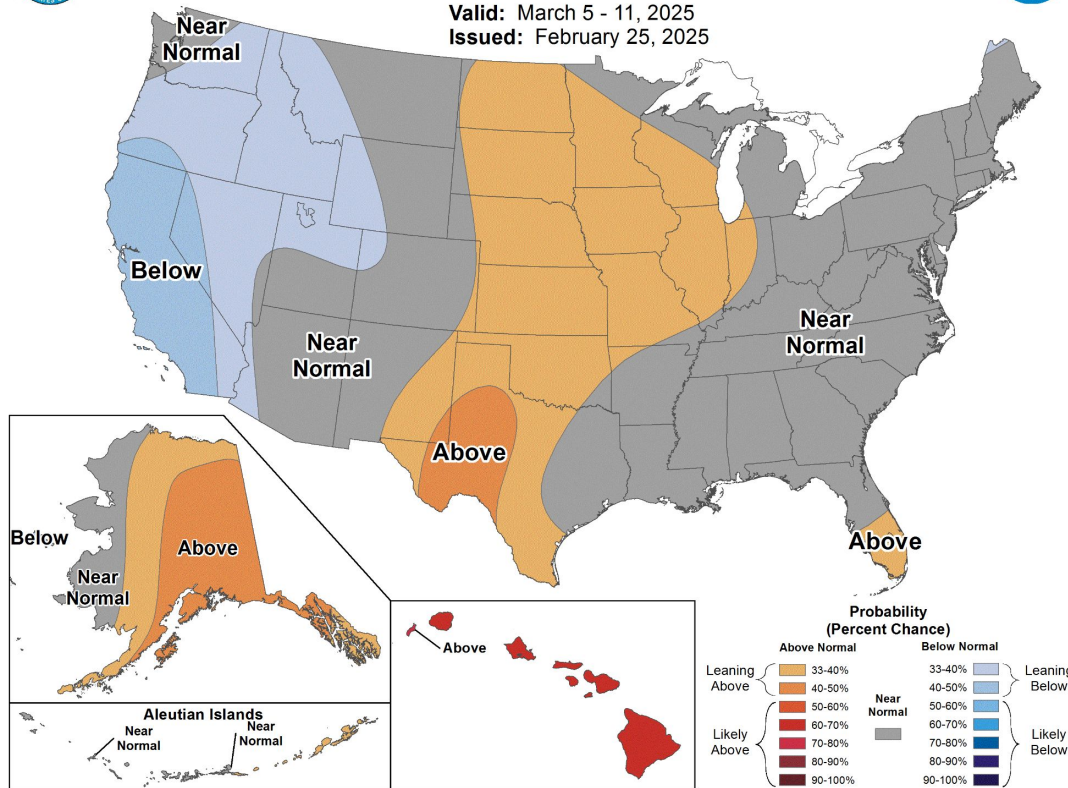 Valid: March 5 - 11, 2025
Issued: February 25, 2025
Near
Normal
Below
Near
Normal
Near
Normal
Above
Above
Below
Near
Normal
Above
Above
Aleutian Islands
Near
Normal
Near
Normal
Probability
(Percent Chance)
Above Normal
Below Normal
Leaning
Above
33-40%
40-50%
Likely
Above
50-60%
60-70%
70-80%
80-90%
90-100%
Near
Normal
33-40%
40-50%
Leaning
Below
50-60%
60-70%
70-80%
80-90%
90-100%
Likely
Below